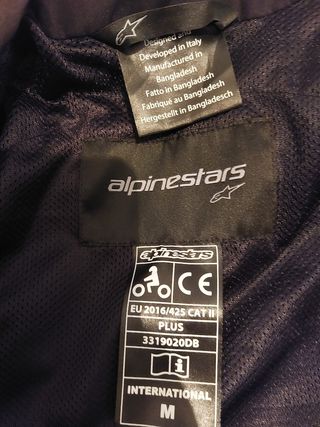 Designed and
Developed in Italy
Manufactured in
Bangladesh
Fatto in Bangladesh
Fabriqué au Bangladesh
Hergestellt in Bangladesch
alpinestars
alpinestars
CE
EU 2016/425 CAT II
PLUS
3319020DB
i
INTERNATIONAL
M